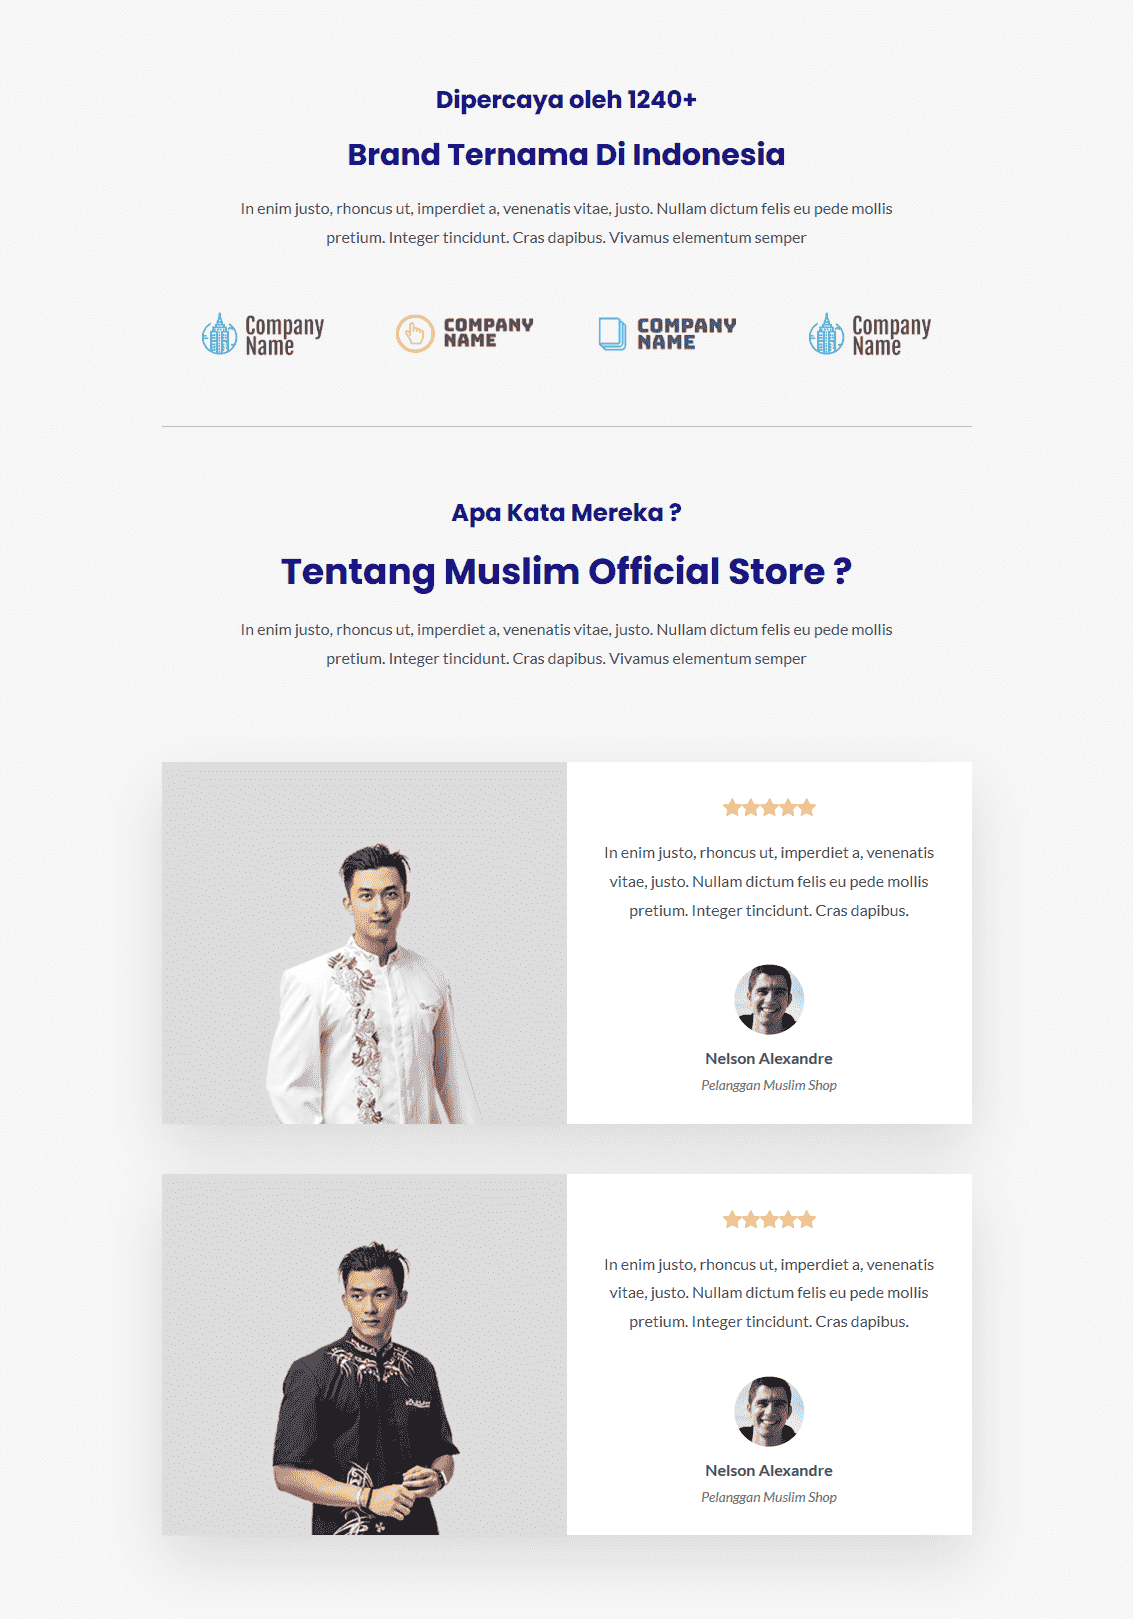 Dipercaya oleh 1240+
Brand Ternama Di Indonesia
In enim justo, rhoncus ut, imperdiet a, venenatis vitae, justo. Nullam dictum felis eu pede mollis
pretium. Integer tincidunt. Cras dapibus. Vivamus elementum semper
Company
Name
COMPANY
NAME
COMPANY
NAME
Company
Name
Apa Kata Mereka ?
Tentang Muslim Official Store ?
In enim justo, rhoncus ut, imperdiet a, venenatis vitae, justo. Nullam dictum felis eu pede mollis
pretium. Integer tincidunt. Cras dapibus. Vivamus elementum semper
In enim justo, rhoncus ut, imperdiet a, venenatis
vitae, justo. Nullam dictum felis eu pede mollis
pretium. Integer tincidunt. Cras dapibus.
Nelson Alexandre
Pelanggan Muslim Shop
In enim justo, rhoncus ut, imperdiet a, venenatis
vitae, justo. Nullam dictum felis eu pede mollis
pretium. Integer tincidunt. Cras dapibus.
Nelson Alexandre
Pelanggan Muslim Shop